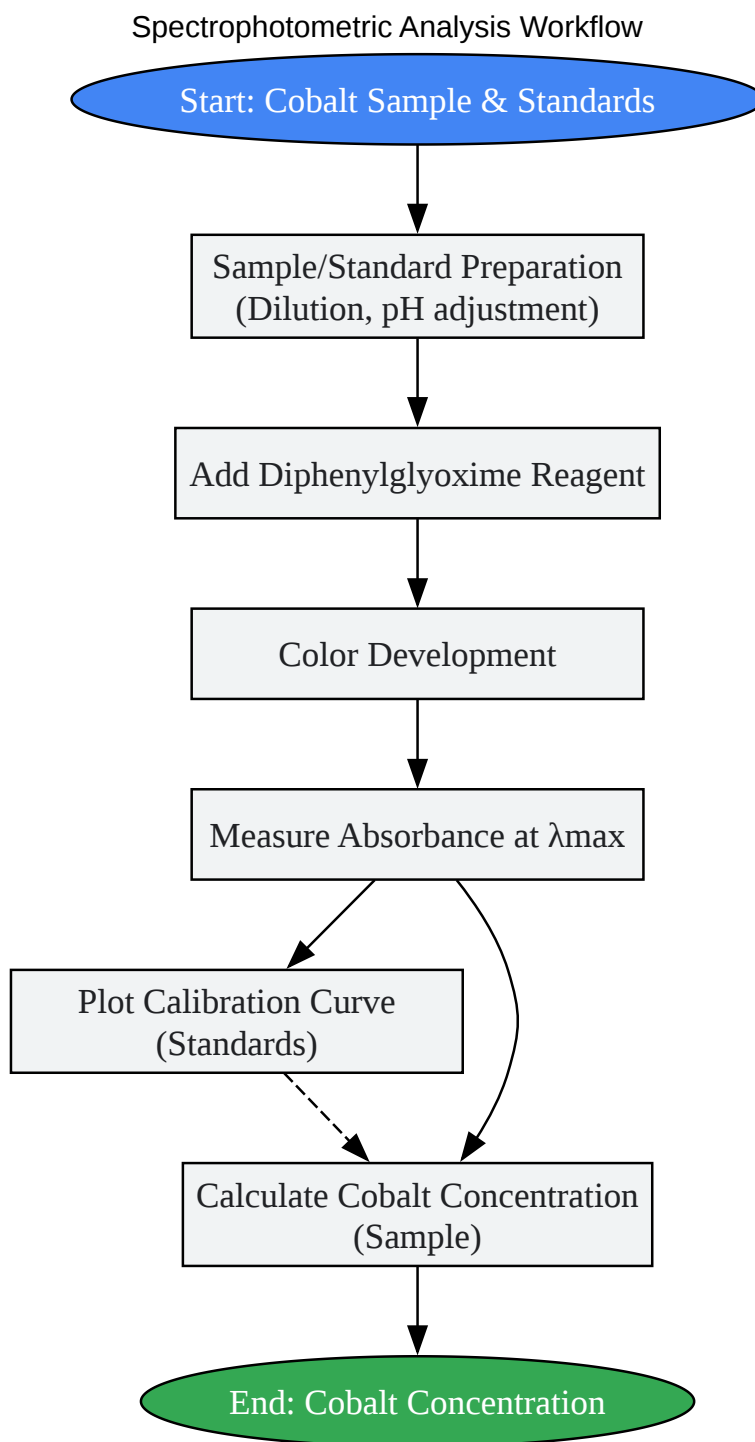 Spectrophotometric Analysis Workflow
Start: Cobalt Sample & Standards
Sample/Standard Preparation
(Dilution, pH adjustment)
Add Diphenylglyoxime Reagent
Color Development
Measure Absorbance at λmax
Plot Calibration Curve
(Standards)
Calculate Cobalt Concentration
(Sample)
End: Cobalt Concentration